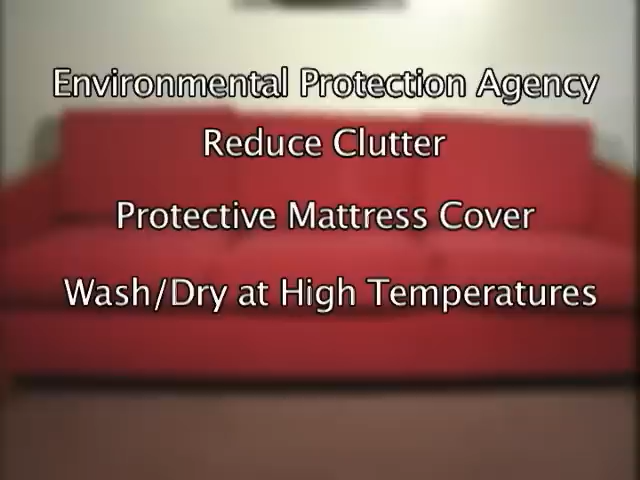 Environmental Protection Agency
Reduce Clutter
Protective Mattress Cover
Wash/Dry at High Temperatures